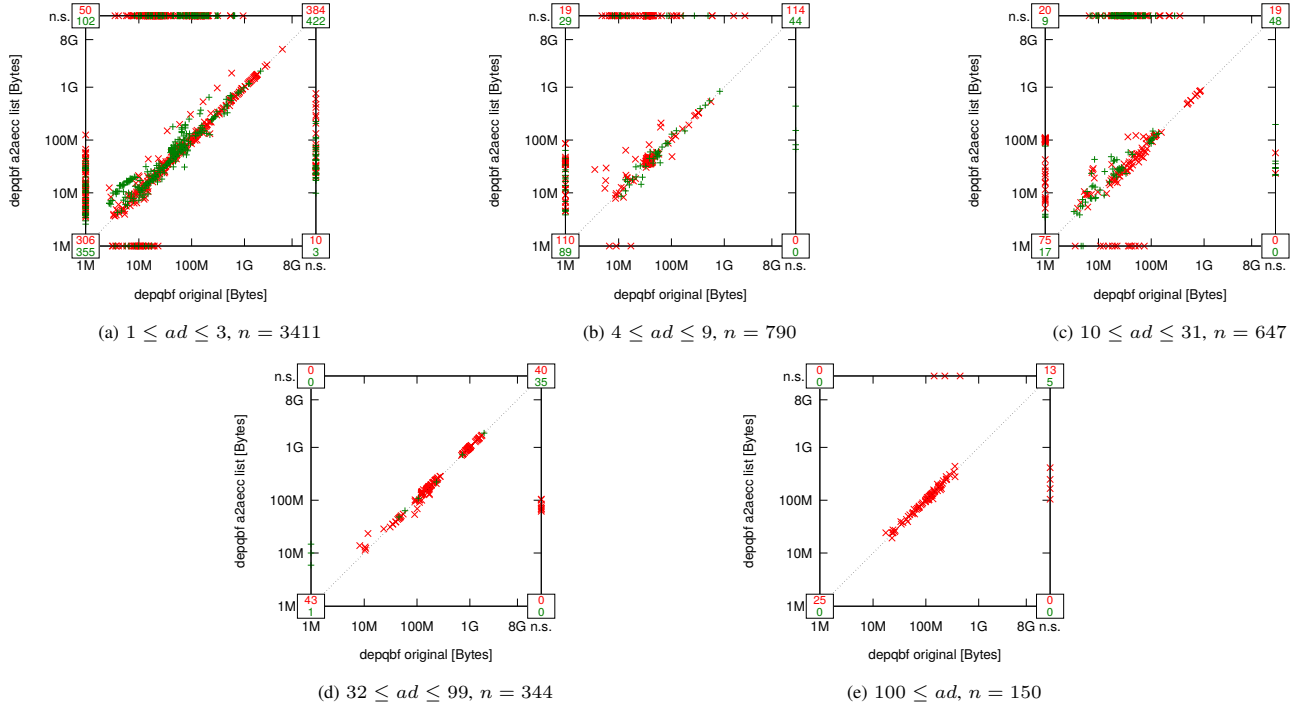 50
102
384
422
n.s.
8G
1G
100M
10M
1M
306
355
10
3
1M 10M 100M 1G 8G n.s.
depqbf a2aecc list [Bytes]
depqbf original [Bytes]
(a) 1 ≤ ad ≤ 3, n = 3411
19
29
114
44
n.s.
8G
1G
100M
10M
1M
110
89
0
0
1M 10M 100M 1G 8G n.s.
depqbf a2aecc list [Bytes]
depqbf original [Bytes]
(b) 4 ≤ ad ≤ 9, n = 790
20
9
19
48
n.s.
8G
1G
100M
10M
1M
75
17
0
0
1M 10M 100M 1G 8G n.s.
depqbf a2aecc list [Bytes]
depqbf original [Bytes]
(c) 10 ≤ ad ≤ 31, n = 647
0
0
40
35
n.s.
8G
1G
100M
10M
1M
43
1
0
0
1M 10M 100M 1G 8G n.s.
depqbf a2aecc list [Bytes]
depqbf original [Bytes]
(d) 32 ≤ ad ≤ 99, n = 344
0
0
13
5
n.s.
8G
1G
100M
10M
1M
25
0
0
0
1M 10M 100M 1G 8G n.s.
depqbf a2aecc list [Bytes]
depqbf original [Bytes]
(e) 100 ≤ ad, n = 150